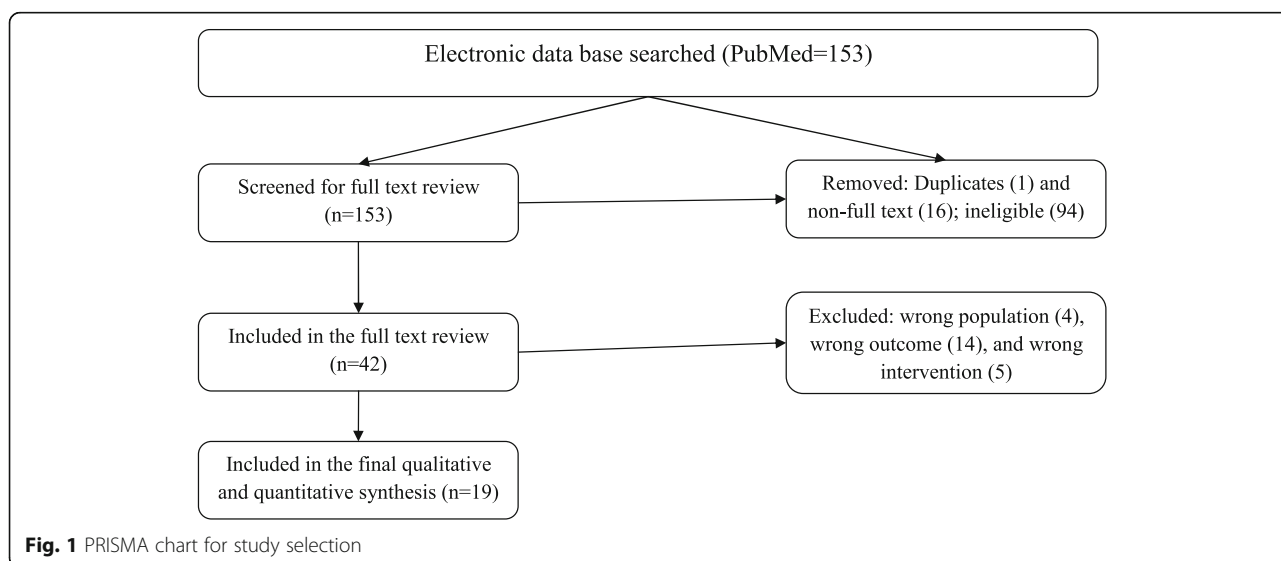 Electronic data base searched (PubMed=153)
Screened for full text review
(n=153)
Removed: Duplicates (1) and
non-full text (16); ineligible (94)
Included in the full text review
(n=42)
Excluded: wrong population (4),
wrong outcome (14), and wrong
intervention (5)
Included in the final qualitative
and quantitative synthesis (n=19)
Fig. 1 PRISMA chart for study selection